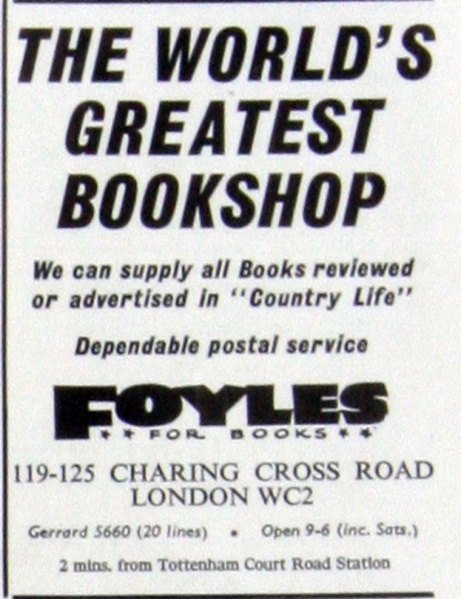 THE WORLD'S
GREATEST
BOOKSHOP
We can supply all Books reviewed
or advertised in "Country Life"
Dependable postal service
FOYLES
** FOR BOOKS **
119-125 CHARING CROSS ROAD
LONDON WC2
Gerrard 5660 (20 lines) • Open 9-6 (inc. Sats.)
2 mins. from Tottenham Court Road Station